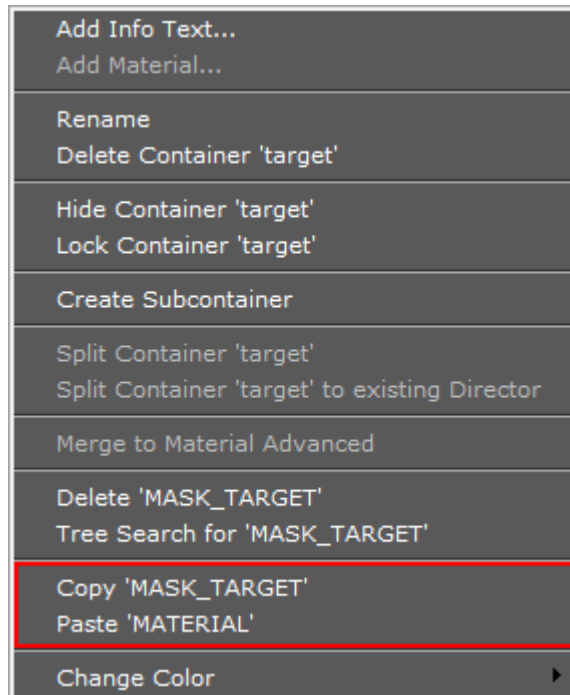 Add Info Text...
Add Material...
Rename
Delete Container 'target'
Hide Container 'target'
Lock Container 'target'
Create Subcontainer
Split Container 'target'
Split Container 'target' to existing Director
Merge to Material Advanced
Delete 'MASK_TARGET'
Tree Search for 'MASK_TARGET'
Copy 'MASK_TARGET'
Paste 'MATERIAL'
Change Color